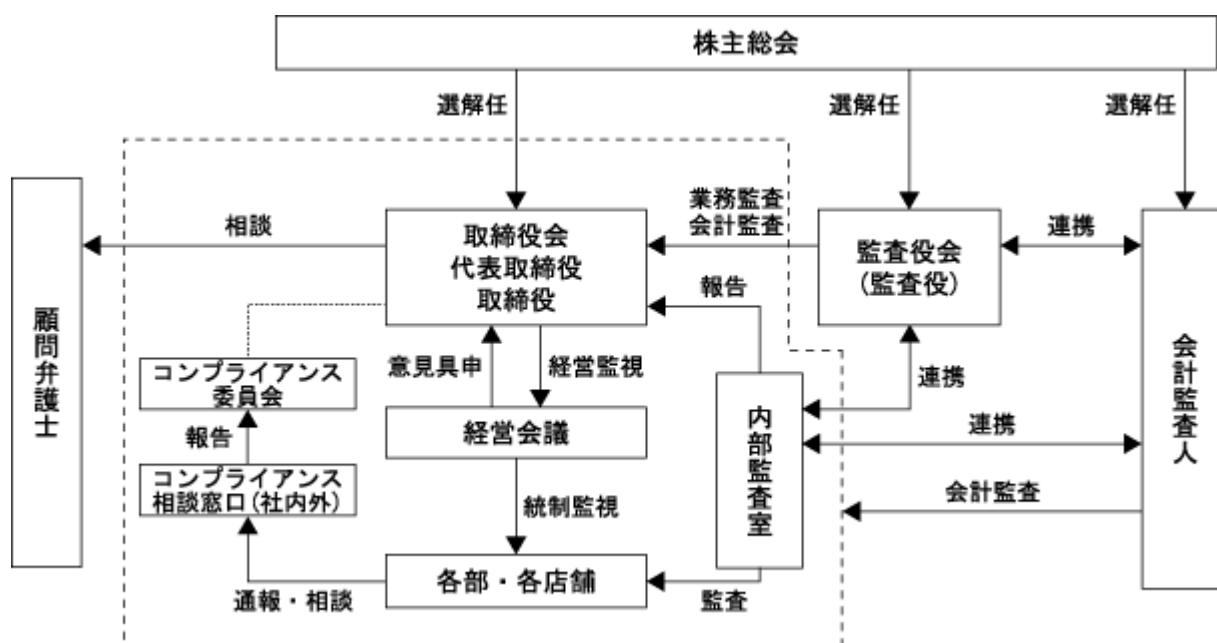 株主総会
選解任
選解任
選解任
業務監査
会計監査
相談
取締役会
代表取締役
取締役
監査役会
(監査役)
連携
報告
顧問弁護士
会計監査人
意見具申
経営監視
連携
コンプライアンス
委員会
経営会議
内部監査室
連携
報告
コンプライアンス
相談窓口(社内外)
統制監視
会計監査
各部・各店舗
通報・相談
監査